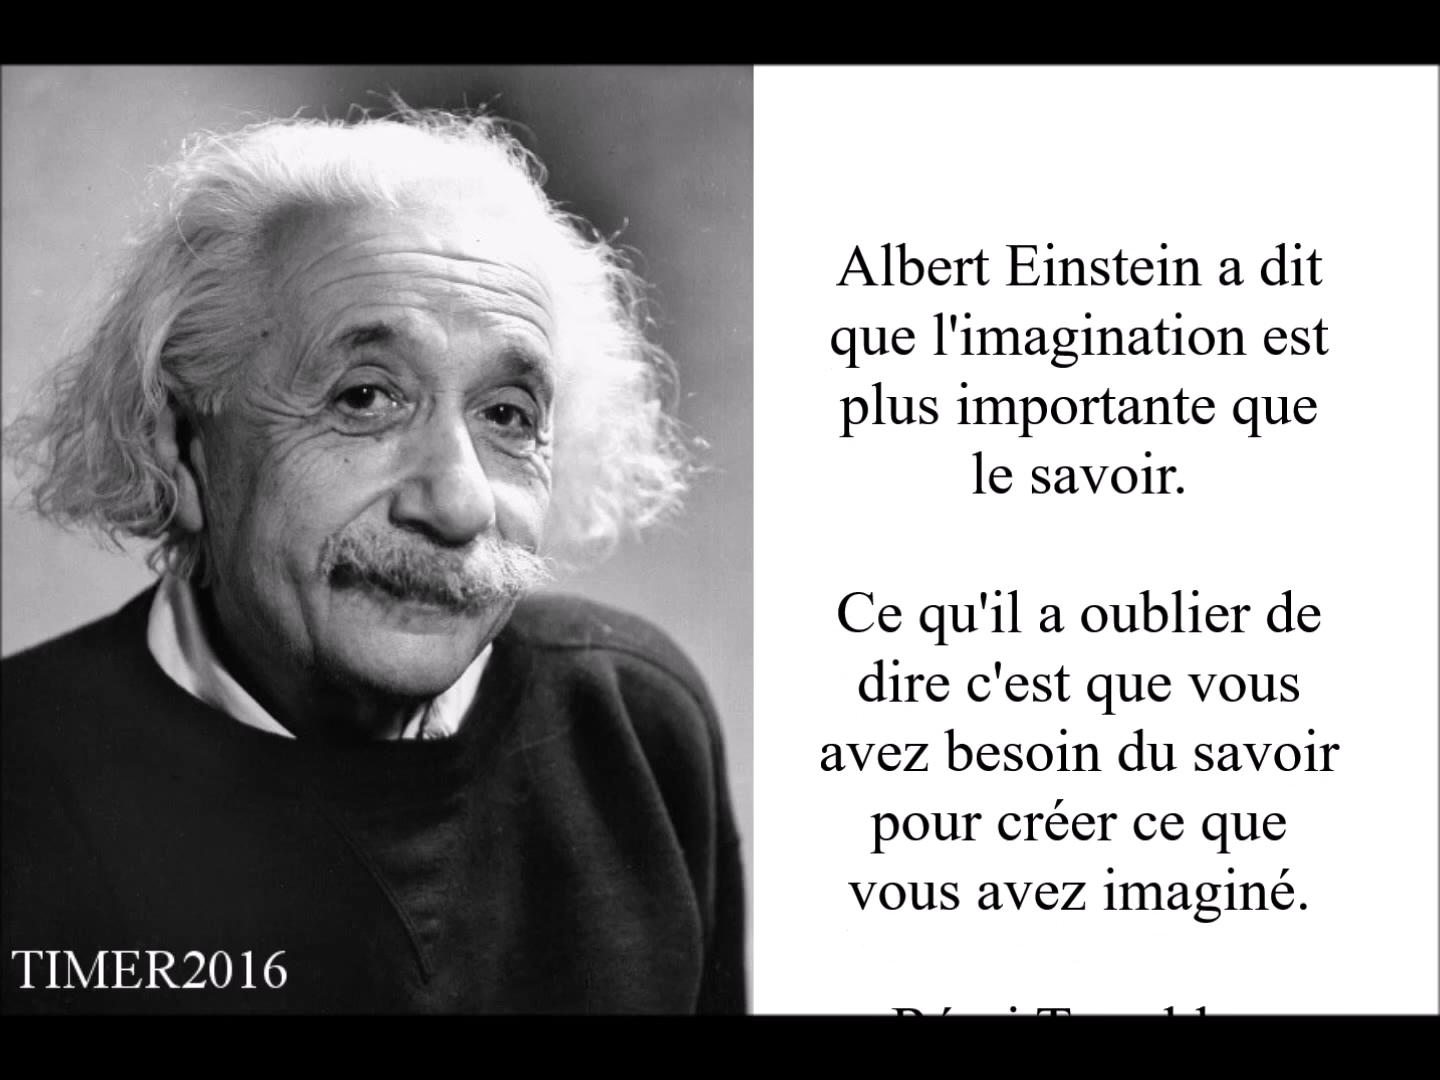 Albert Einstein a dit
que l'imagination est
plus importante que
le savoir.
Ce qu'il a oublier de
dire c'est que vous
avez besoin du savoir
pour créer ce que
vous avez imaginé.
TIMER2016